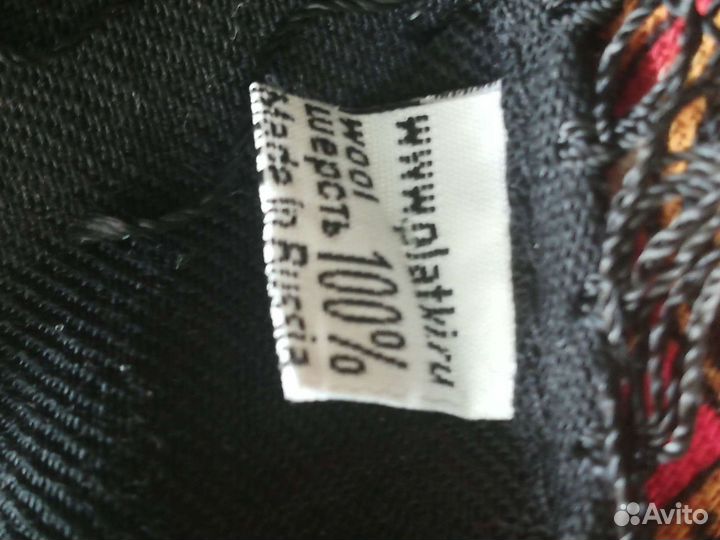 www.platki.ru
wool
шерсть 100%
Made in Russia
Avito